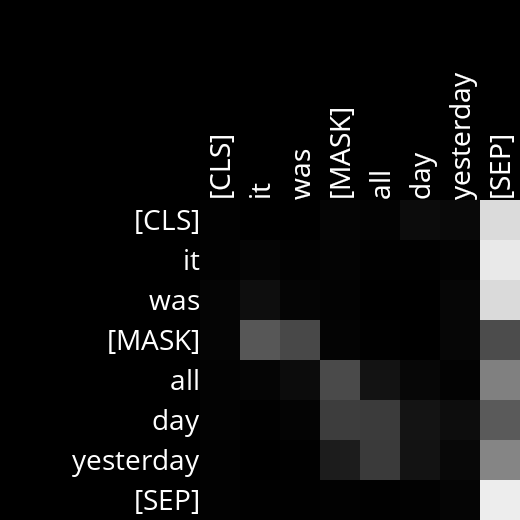 [CLS]
it
was
[MASK]
all
day
yesterday
[SEP]
[CLS]
it
was
[MASK]
all
day
yesterday
[SEP]